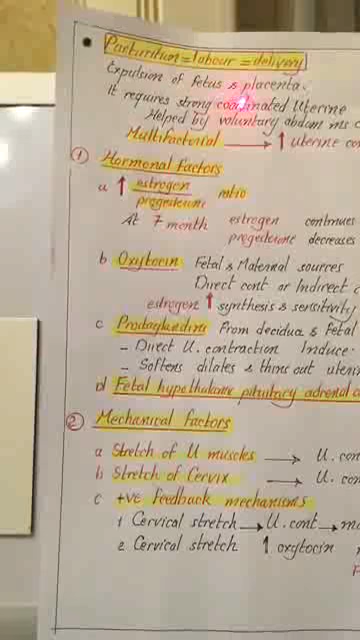 Parturition = labour = delivery
Expulsion of fetus & placenta.
It requires strong coordinated Uterine
Helped by voluntary abdom ms c
Multifactorial → ↑ uterine con
① Hormonal factors
a ↑ estrogen ratio
progesterone
At 7 month estrogen continues
progesterone decreases
b Oxytocin Fetal & Maternal sources
Direct cont or Indirect
estrogen ↑ synthesis & sensitivity
c Prostaglandins From decidua & Fetal
- Direct U. contraction Induce
- Softens dilates & thins out uterin
d Fetal hypothalamic pituitary adrenal a
② Mechanical factors
a Stretch of U muscles → U. con
b Stretch of Cervix → U. con
c +ve feedback mechanisms
1 Cervical stretch → U. cont → mo
2 Cervical stretch ↑ oxytocin